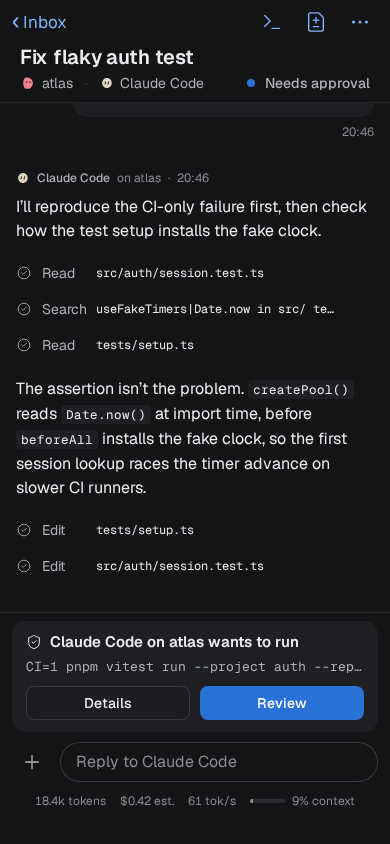 Inbox
Fix flaky auth test
atlas · Claude Code Needs approval
20:46
Claude Code on atlas · 20:46
I’ll reproduce the CI-only failure first, then check
how the test setup installs the fake clock.
Read src/auth/session.test.ts
Search useFakeTimers|Date.now in src/ te…
Read tests/setup.ts
The assertion isn’t the problem. createPool()
reads Date.now() at import time, before
beforeAll installs the fake clock, so the first
session lookup races the timer advance on
slower CI runners.
Edit tests/setup.ts
Edit src/auth/session.test.ts
Claude Code on atlas wants to run
CI=1 pnpm vitest run --project auth --rep…
Details Review
Reply to Claude Code
18.4k tokens $0.42 est. 61 tok/s 9% context